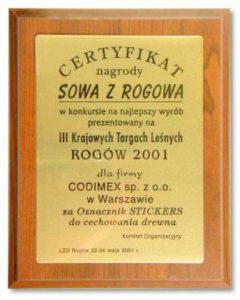 CERTYFIKAT
nagrody
SOWA Z ROGOWA
w konkursie na najlepszy wyrób
prezentowany na
III Krajowych Targach Leśnych
ROGÓW 2001
dla firmy
CODIMEX sp. z o.o.
w Warszawie
za Oznacznik STICKERS
do cechowania drewna
Komitet Organizacyjny
LZD Rogów 22-24 maja 2001 r.